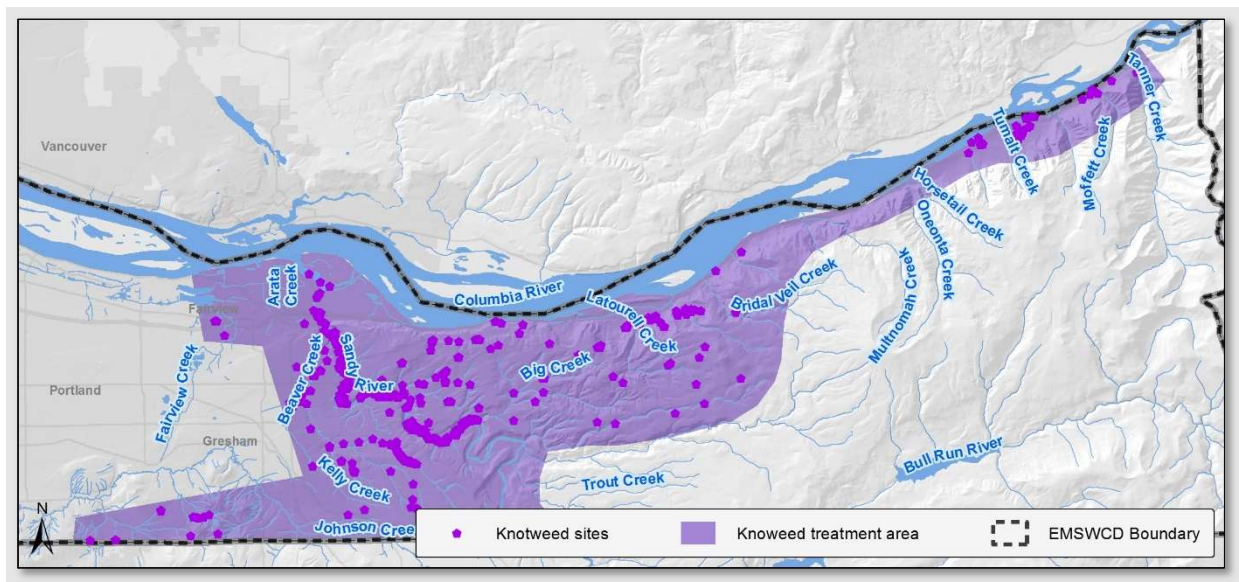 Tanner Creek
Tumalt Creek
Moffett Creek
Vancouver
Horsetail Creek
Oneonta Creek
Multnomah Creek
Arata
Creek
Columbia River
Bridal Veil Creek
Latourell Creek
Fairview
Sandy River
Big Creek
Beaver Creek
Portland
Fairview Creek
Gresham
Bull Run River
Kelly Creek
Trout Creek
N
Johnson Cree
Knotweed sites
Knoweed treatment area
EMSWCD Boundary